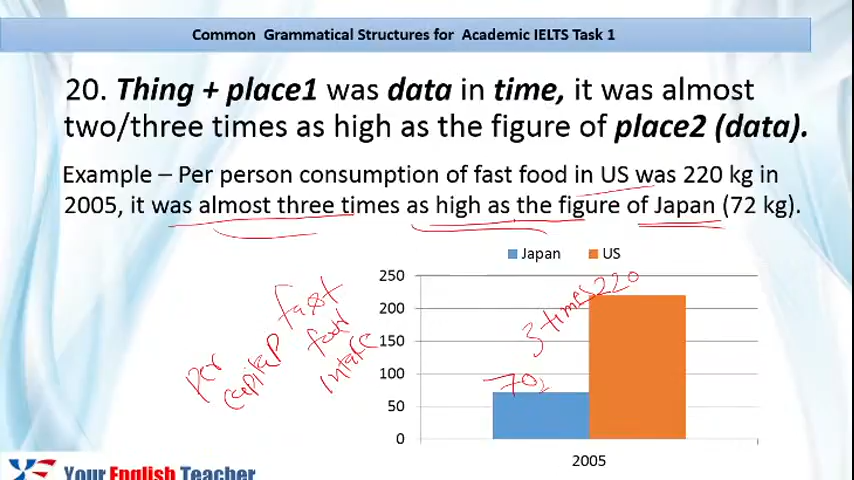 Common Grammatical Structures for Academic IELTS Task 1
20. Thing + place1 was data in time, it was almost
two/three times as high as the figure of place2 (data).
Example – Per person consumption of fast food in US was 220 kg in
2005, it was almost three times as high as the figure of Japan (72 kg).
Japan US
250
200
150
100
50
0
2005
per
capita
fast
food
intake
3 times
220
70
Your English Teacher